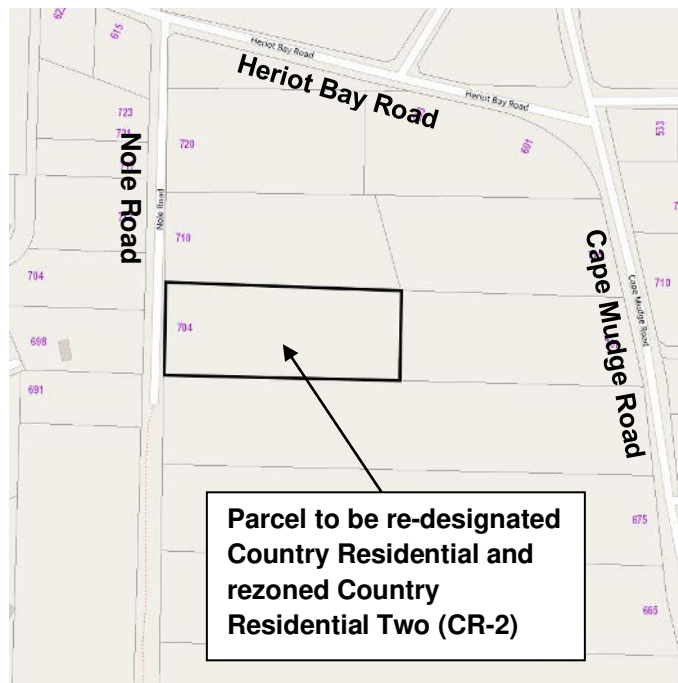 615
Heriot Bay Road
Heriot Bay Road
Heriot Bay Road
723
720
601
533
Nole Road
Nole Road
710
704
Cape Mudge Road
Cape Mudge Road
710
704
698
691
Parcel to be re-designated
Country Residential and
rezoned Country
Residential Two (CR-2)
675
665